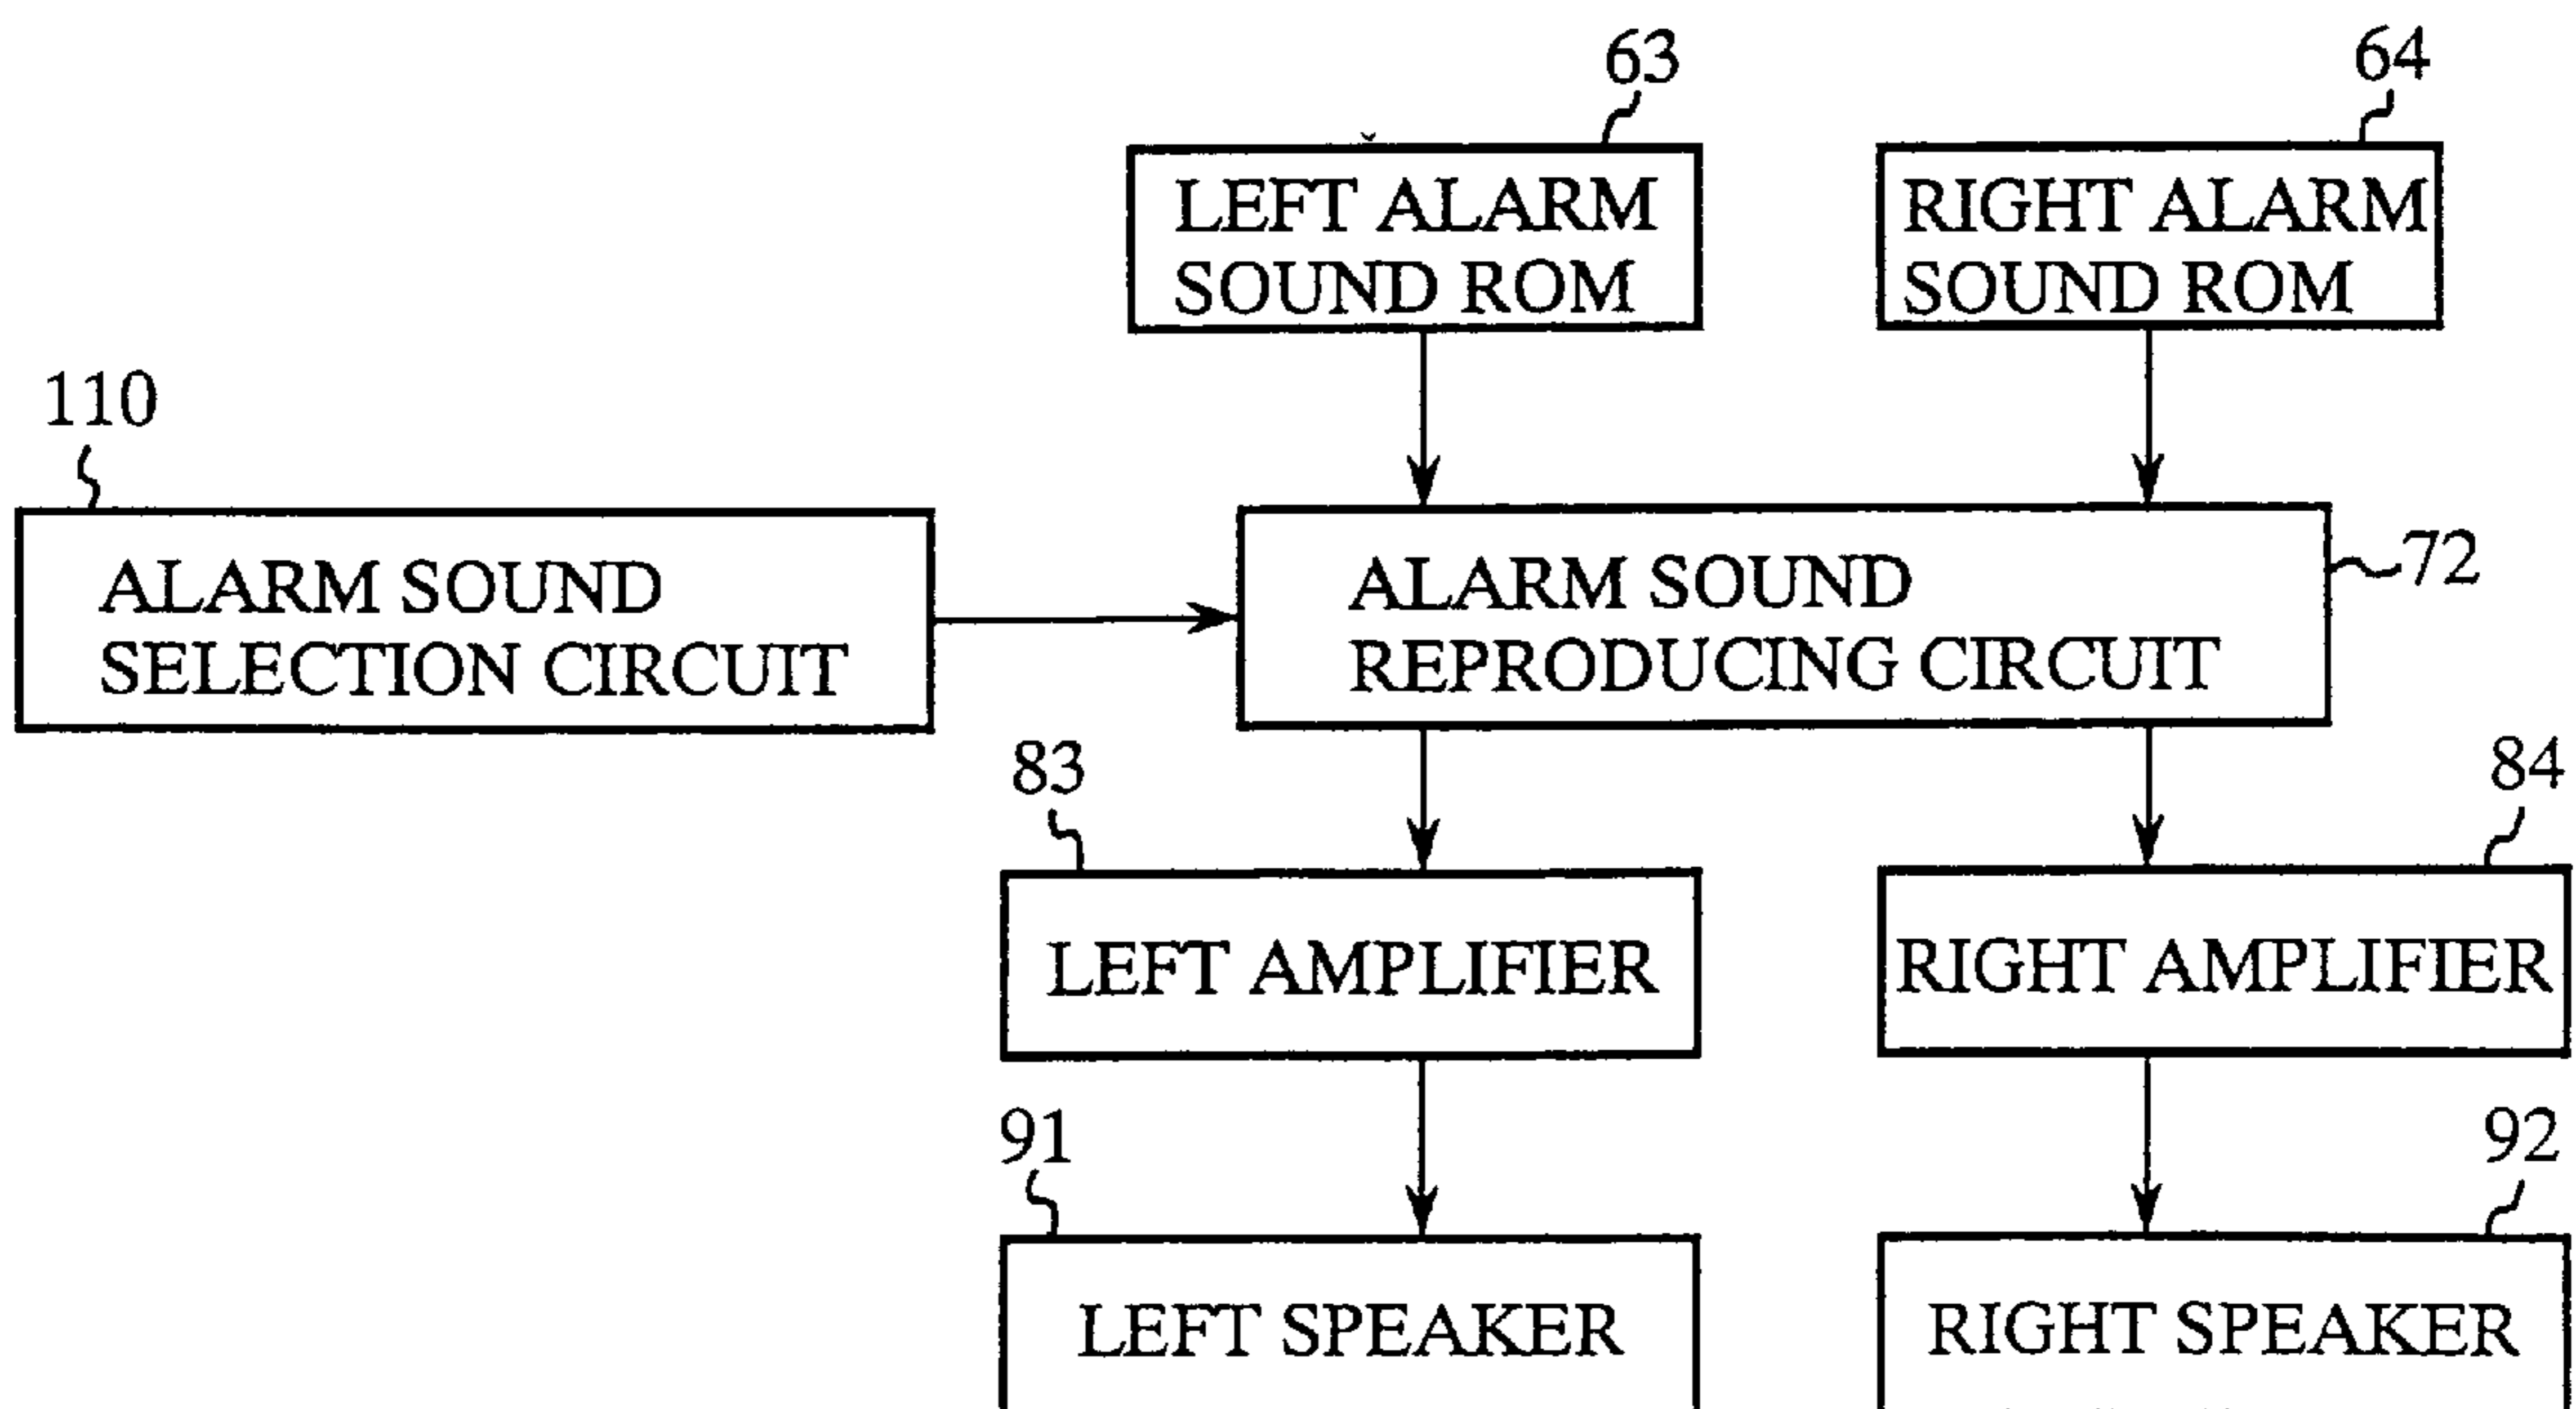 63
64
LEFT ALARM
SOUND ROM
RIGHT ALARM
SOUND ROM
110
ALARM SOUND
SELECTION CIRCUIT
ALARM SOUND
REPRODUCING CIRCUIT
72
83
84
LEFT AMPLIFIER
RIGHT AMPLIFIER
91
92
LEFT SPEAKER
RIGHT SPEAKER